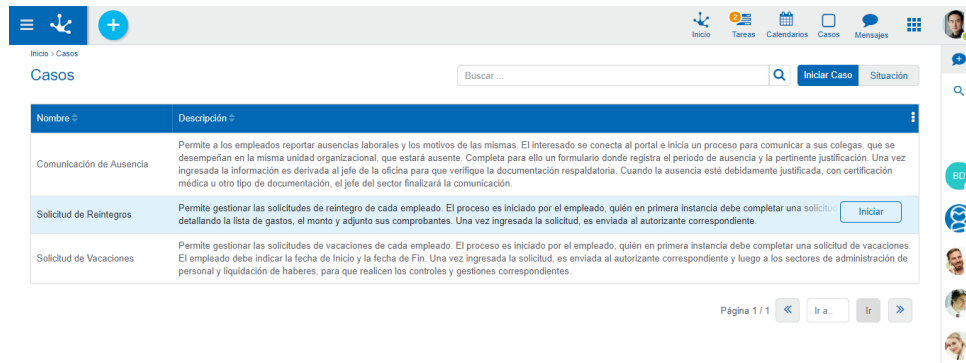 2
Inicio
Tareas
Calendarios
Casos
Mensajes
Inicio > Casos
Casos
Buscar ...
Iniciar Caso
Situación
Nombre
Descripción
Comunicación de Ausencia
Permite a los empleados reportar ausencias laborales y los motivos de las mismas. El interesado se conecta al portal e inicia un proceso para comunicar a sus colegas, que se
desempeñan en la misma unidad organizacional, que estará ausente. Completa para ello un formulario donde registra el periodo de ausencia y la pertinente justificación. Una vez
ingresada la información es derivada al jefe de la oficina para que verifique la documentación respaldatoria. Cuando la ausencia esté debidamente justificada, con certificación
médica u otro tipo de documentación, el jefe del sector finalizará la comunicación.
Solicitud de Reintegros
Permite gestionar las solicitudes de reintegro de cada empleado. El proceso es iniciado por el empleado, quién en primera instancia debe completar una
detallando la lista de gastos, el monto y adjunto sus comprobantes. Una vez ingresada la solicitud, es enviada al autorizante correspondiente.
Iniciar
Solicitud de Vacaciones
Permite gestionar las solicitudes de vacaciones de cada empleado. El proceso es iniciado por el empleado, quién en primera instancia debe completar una solicitud de vacaciones.
El empleado debe indicar la fecha de Inicio y la fecha de Fin. Una vez ingresada la solicitud, es enviada al autorizante correspondiente y luego a los sectores de administración de
personal y liquidación de haberes, para que realicen los controles y gestiones correspondientes.
Página 1 / 1
Ir a..
Ir
BD